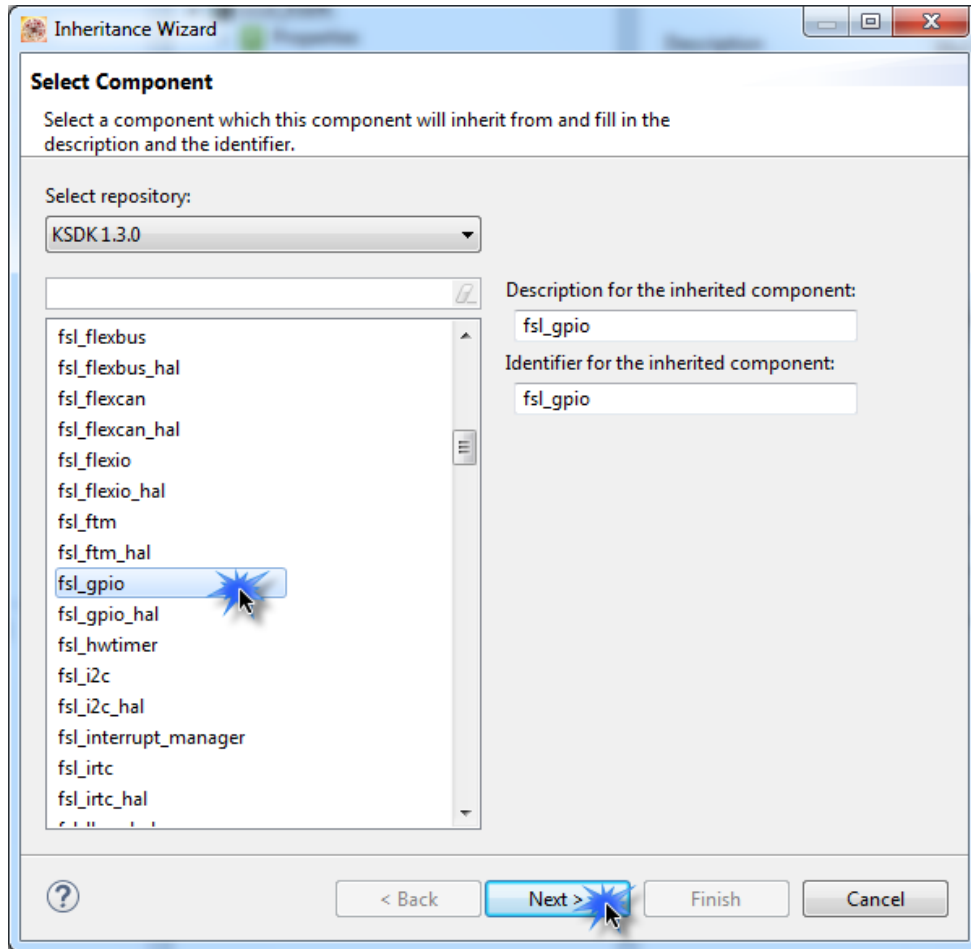 Inheritance Wizard
Select Component
Select a component which this component will inherit from and fill in the
description and the identifier.
Select repository:
KSDK 1.3.0
fsl_flexbus
fsl_flexbus_hal
fsl_flexcan
fsl_flexcan_hal
fsl_flexio
fsl_flexio_hal
fsl_ftm
fsl_ftm_hal
fsl_gpio
fsl_gpio_hal
fsl_hwtimer
fsl_i2c
fsl_i2c_hal
fsl_interrupt_manager
fsl_irtc
fsl_irtc_hal
Description for the inherited component:
fsl_gpio
Identifier for the inherited component:
fsl_gpio
< Back
Next >
Finish
Cancel